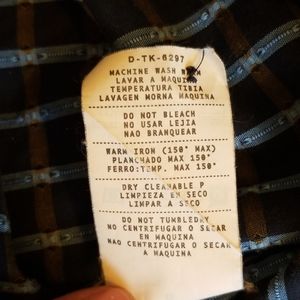 D-TK-6297
MACHINE WASH WARM
LAVAR A MAQUINA
TEMPERATURA TIBIA
LAVAGEN MORNA MAQUINA
DO NOT BLEACH
NO USAR LEJIA
NAO BRANQUEAR
WARM IRON (150° MAX)
PLANCHADO MAX 150°
FERRO:TEMP. MAX 150°
DRY CLEANABLE P
LIMPIEZA EN SECO
LIMPAR A SECO
DO NOT TUMBLEDRY
NO CENTRIFUGAR O SECAR
EN MAQUINA
NAO CENTRIFUGAR O SECAR
A MAQUINA